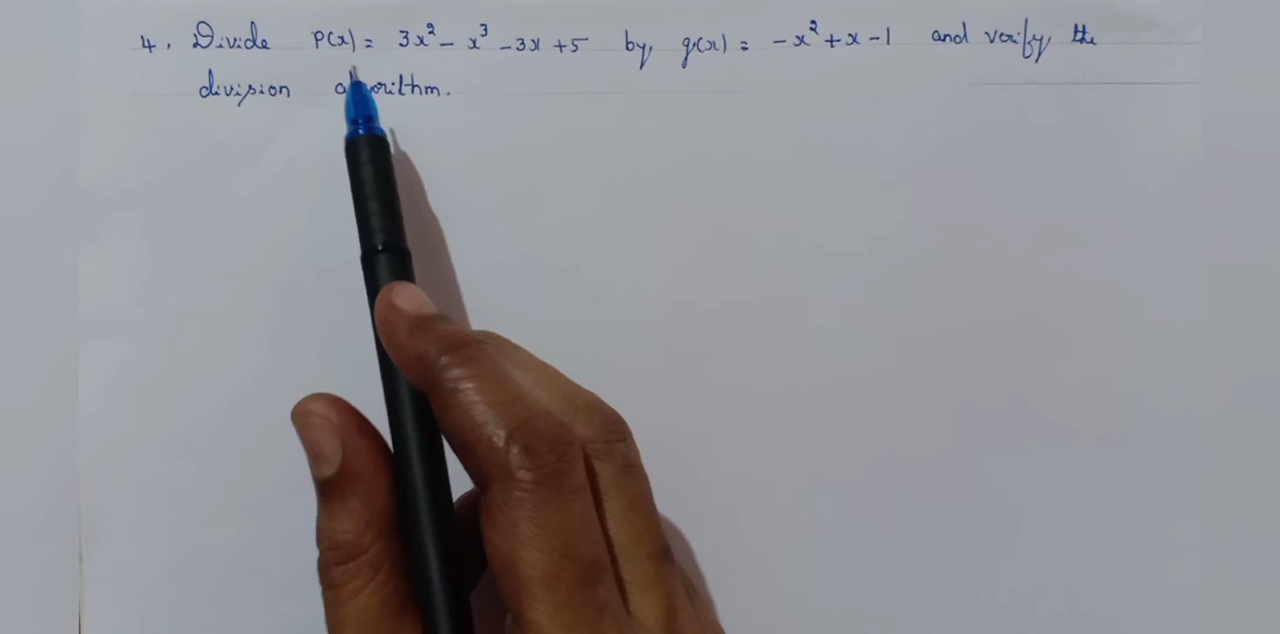 4. Divide P(x) = 3x² - x³ - 3x + 5 by g(x) = -x² + x - 1 and verify the
division